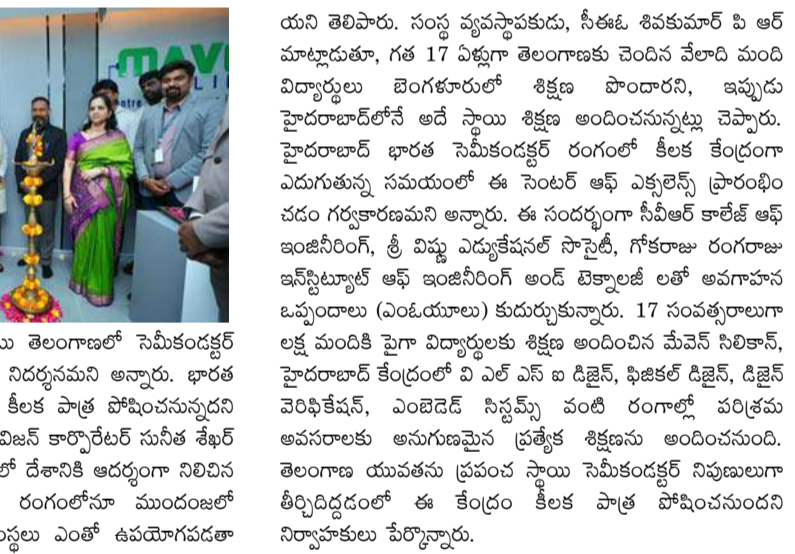 MAVE
యని తెలిపారు. సంస్థ వ్యవస్థాపకుడు, సీఈఓ శివకుమార్ పి ఆర్
మాట్లాడుతూ, గత 17 ఏళ్లుగా తెలంగాణకు చెందిన వేలాది మంది
విద్యార్థులు బెంగళూరులో శిక్షణ పొందారని, ఇప్పుడు
హైదరాబాద్‌లోనే అదే స్థాయి శిక్షణ అందించనున్నట్లు చెప్పారు.
హైదరాబాద్ భారత సెమీకండక్టర్ రంగంలో కీలక కేంద్రంగా
ఎదుగుతున్న సమయంలో ఈ సెంటర్ ఆఫ్ ఎక్సలెన్స్ ప్రారంభిం
చడం గర్వకారణమని అన్నారు. ఈ సందర్భంగా సీవీఆర్ కాలేజ్ ఆఫ్
ఇంజినీరింగ్, శ్రీ విష్ణు ఎడ్యుకేషనల్ సొసైటీ, గోకరాజు రంగరాజు
ఇన్‌స్టిట్యూట్ ఆఫ్ ఇంజినీరింగ్ అండ్ టెక్నాలజీ లతో అవగాహన
ఒప్పందాలు (ఎంఓయూలు) కుదుర్చుకున్నారు. 17 సంవత్సరాలుగా
లక్ష మందికి పైగా విద్యార్థులకు శిక్షణ అందించిన మేవెన్ సిలికాన్,
హైదరాబాద్ కేంద్రంలో వి ఎల్ ఎస్ ఐ డిజైన్, ఫిజికల్ డిజైన్, డిజైన్
వెరిఫికేషన్, ఎంబెడెడ్ సిస్టమ్స్ వంటి రంగాల్లో పరిశ్రమ
అవసరాలకు అనుగుణమైన ప్రత్యేక శిక్షణను అందించనుంది.
తెలంగాణ యువతను ప్రపంచ స్థాయి సెమీకండక్టర్ నిపుణులుగా
తీర్చిదిద్దడంలో ఈ కేంద్రం కీలక పాత్ర పోషించనుందని
నిర్వాహకులు పేర్కొన్నారు.
తెలంగాణలో సెమీకండక్టర్
నిదర్శనమని అన్నారు. భారత
కీలక పాత్ర పోషించనున్నదని
విజన్ కార్పొరేటర్ సునీత శేఖర్
లో దేశానికి ఆదర్శంగా నిలిచిన
రంగంలోనూ ముందంజలో
స్థలు ఎంతో ఉపయోగపడతా